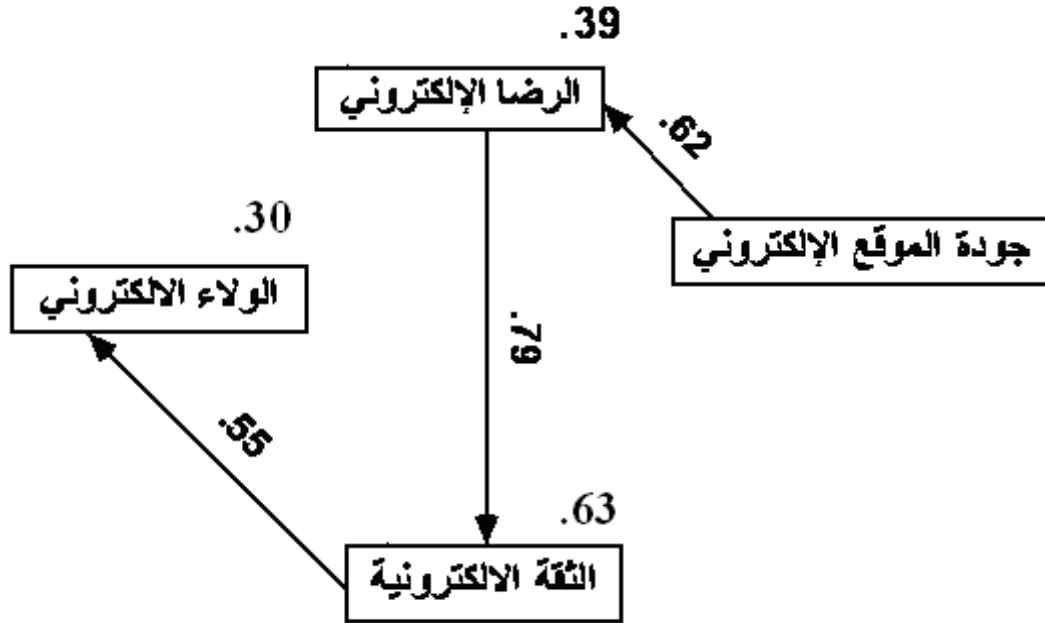 .39
الرضا الإلكتروني
.62
جودة الموقع الإلكتروني
.30
الولاء الالكتروني
.79
.55
.63
الثقة الالكترونية